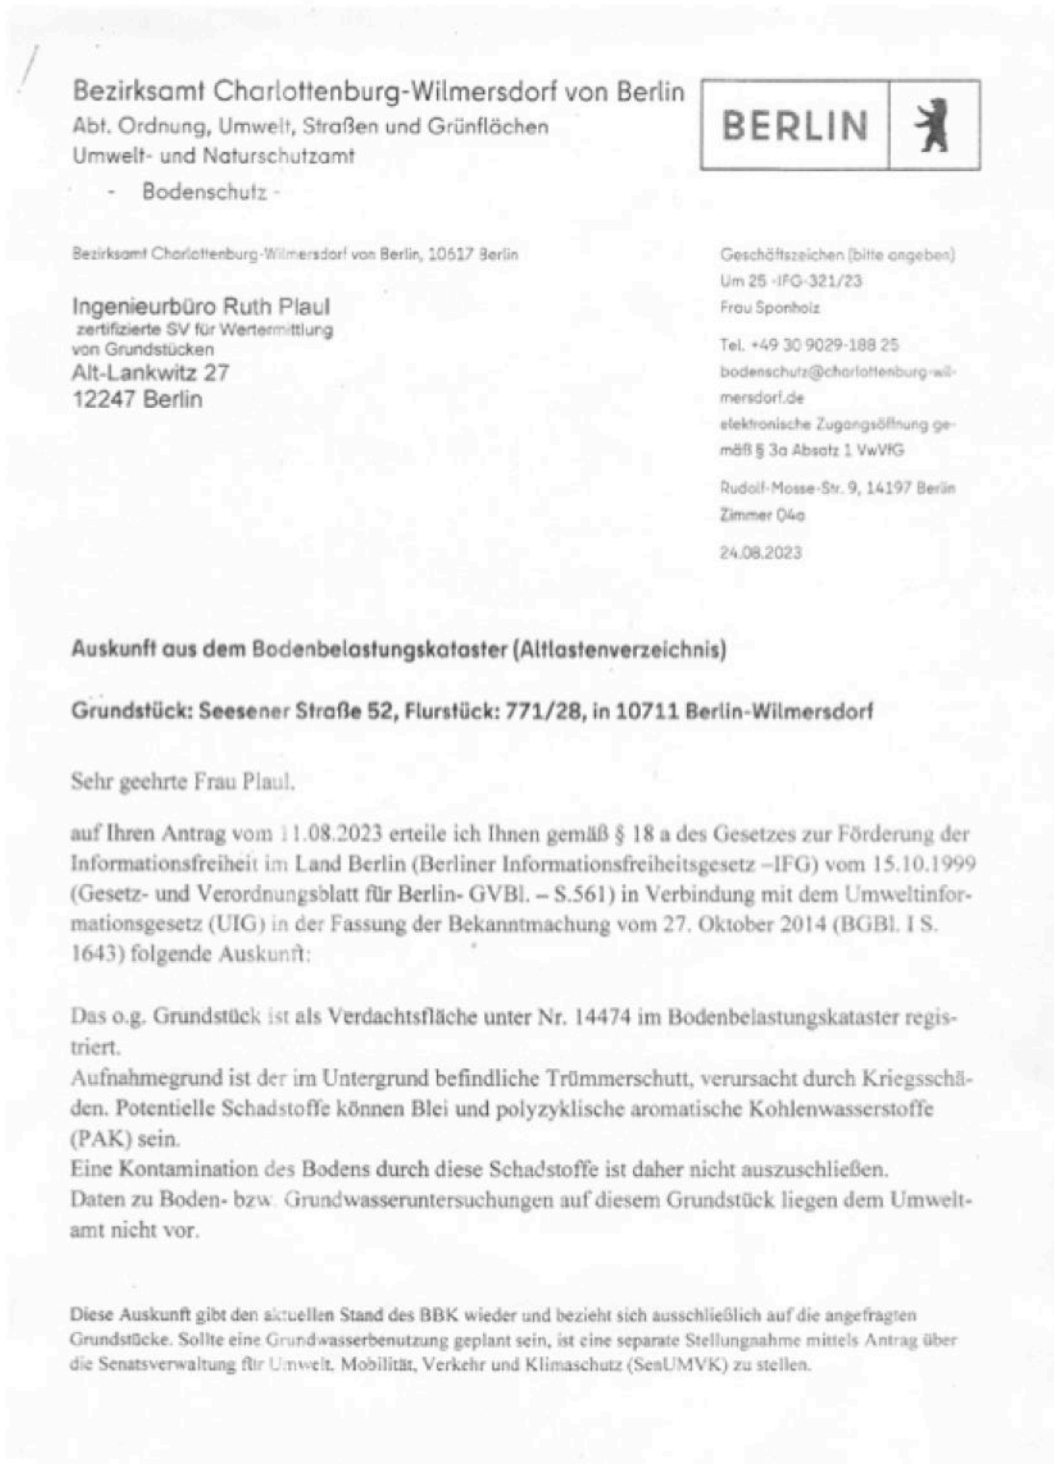 Bezirksamt Charlottenburg-Wilmersdorf von Berlin
Abt. Ordnung, Umwelt, Straßen und Grünflächen
Umwelt- und Naturschutzamt
- Bodenschutz -
BERLIN
Bezirksamt Charlottenburg-Wilmersdorf von Berlin, 10617 Berlin
Ingenieurbüro Ruth Plaul
zertifizierte SV für Wertermittlung
von Grundstücken
Alt-Lankwitz 27
12247 Berlin
Geschäftszeichen (bitte angeben)
Um 25 -IFG-321/23
Frau Sponholz
Tel. +49 30 9029-188 25
bodenschutz@charlottenburg-wil-
mersdorf.de
elektronische Zugangsöffnung ge-
mäß § 3a Absatz 1 VwVfG
Rudolf-Mosse-Str. 9, 14197 Berlin
Zimmer 04a
24.08.2023
Auskunft aus dem Bodenbelastungskataster (Altlastenverzeichnis)
Grundstück: Seesener Straße 52, Flurstück: 771/28, in 10711 Berlin-Wilmersdorf
Sehr geehrte Frau Plaul,
auf Ihren Antrag vom 11.08.2023 erteile ich Ihnen gemäß § 18 a des Gesetzes zur Förderung der
Informationsfreiheit im Land Berlin (Berliner Informationsfreiheitsgesetz –IFG) vom 15.10.1999
(Gesetz- und Verordnungsblatt für Berlin- GVBl. – S.561) in Verbindung mit dem Umweltinfor-
mationsgesetz (UIG) in der Fassung der Bekanntmachung vom 27. Oktober 2014 (BGBl. I S.
1643) folgende Auskunft:
Das o.g. Grundstück ist als Verdachtsfläche unter Nr. 14474 im Bodenbelastungskataster regis-
triert.
Aufnahmegrund ist der im Untergrund befindliche Trümmerschutt, verursacht durch Kriegsschä-
den. Potentielle Schadstoffe können Blei und polyzyklische aromatische Kohlenwasserstoffe
(PAK) sein.
Eine Kontamination des Bodens durch diese Schadstoffe ist daher nicht auszuschließen.
Daten zu Boden- bzw. Grundwasseruntersuchungen auf diesem Grundstück liegen dem Umwelt-
amt nicht vor.
Diese Auskunft gibt den aktuellen Stand des BBK wieder und bezieht sich ausschließlich auf die angefragten
Grundstücke. Sollte eine Grundwasserbenutzung geplant sein, ist eine separate Stellungnahme mittels Antrag über
die Senatsverwaltung für Umwelt, Mobilität, Verkehr und Klimaschutz (SenUMVK) zu stellen.